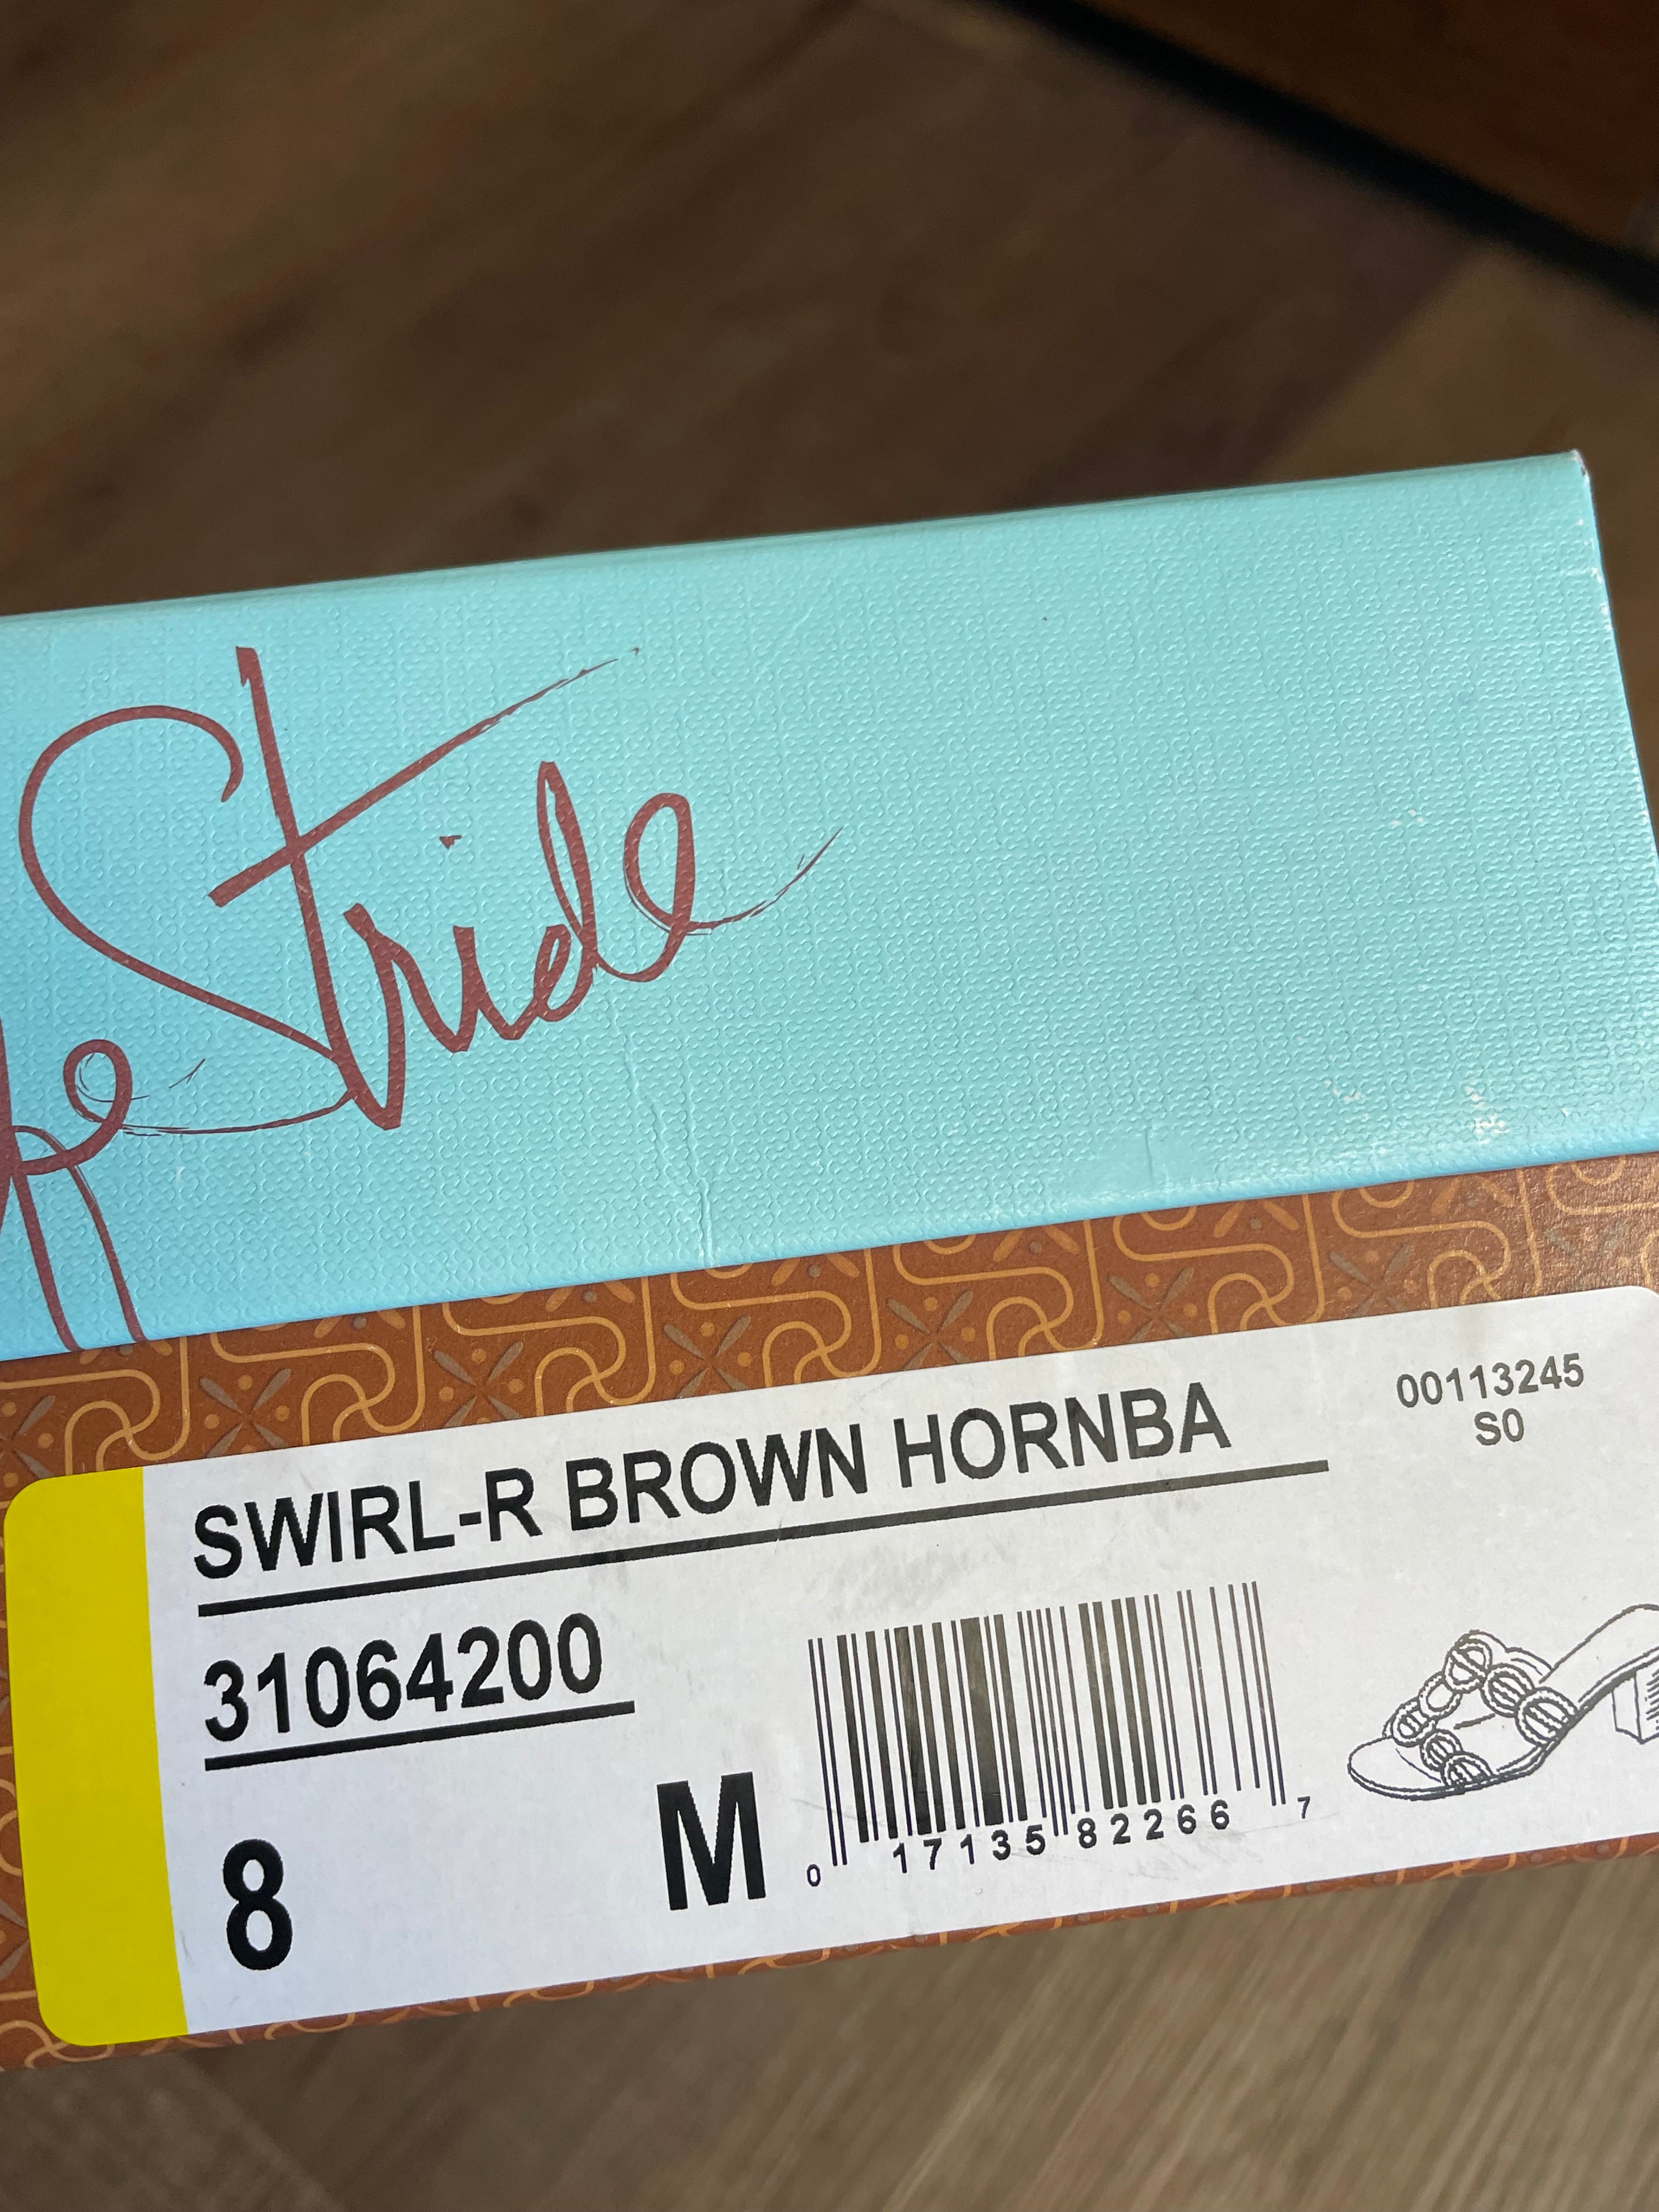 Stride
SWIRL-R BROWN HORNBA
00113245
S0
31064200
8 M
0 17135 82266 7